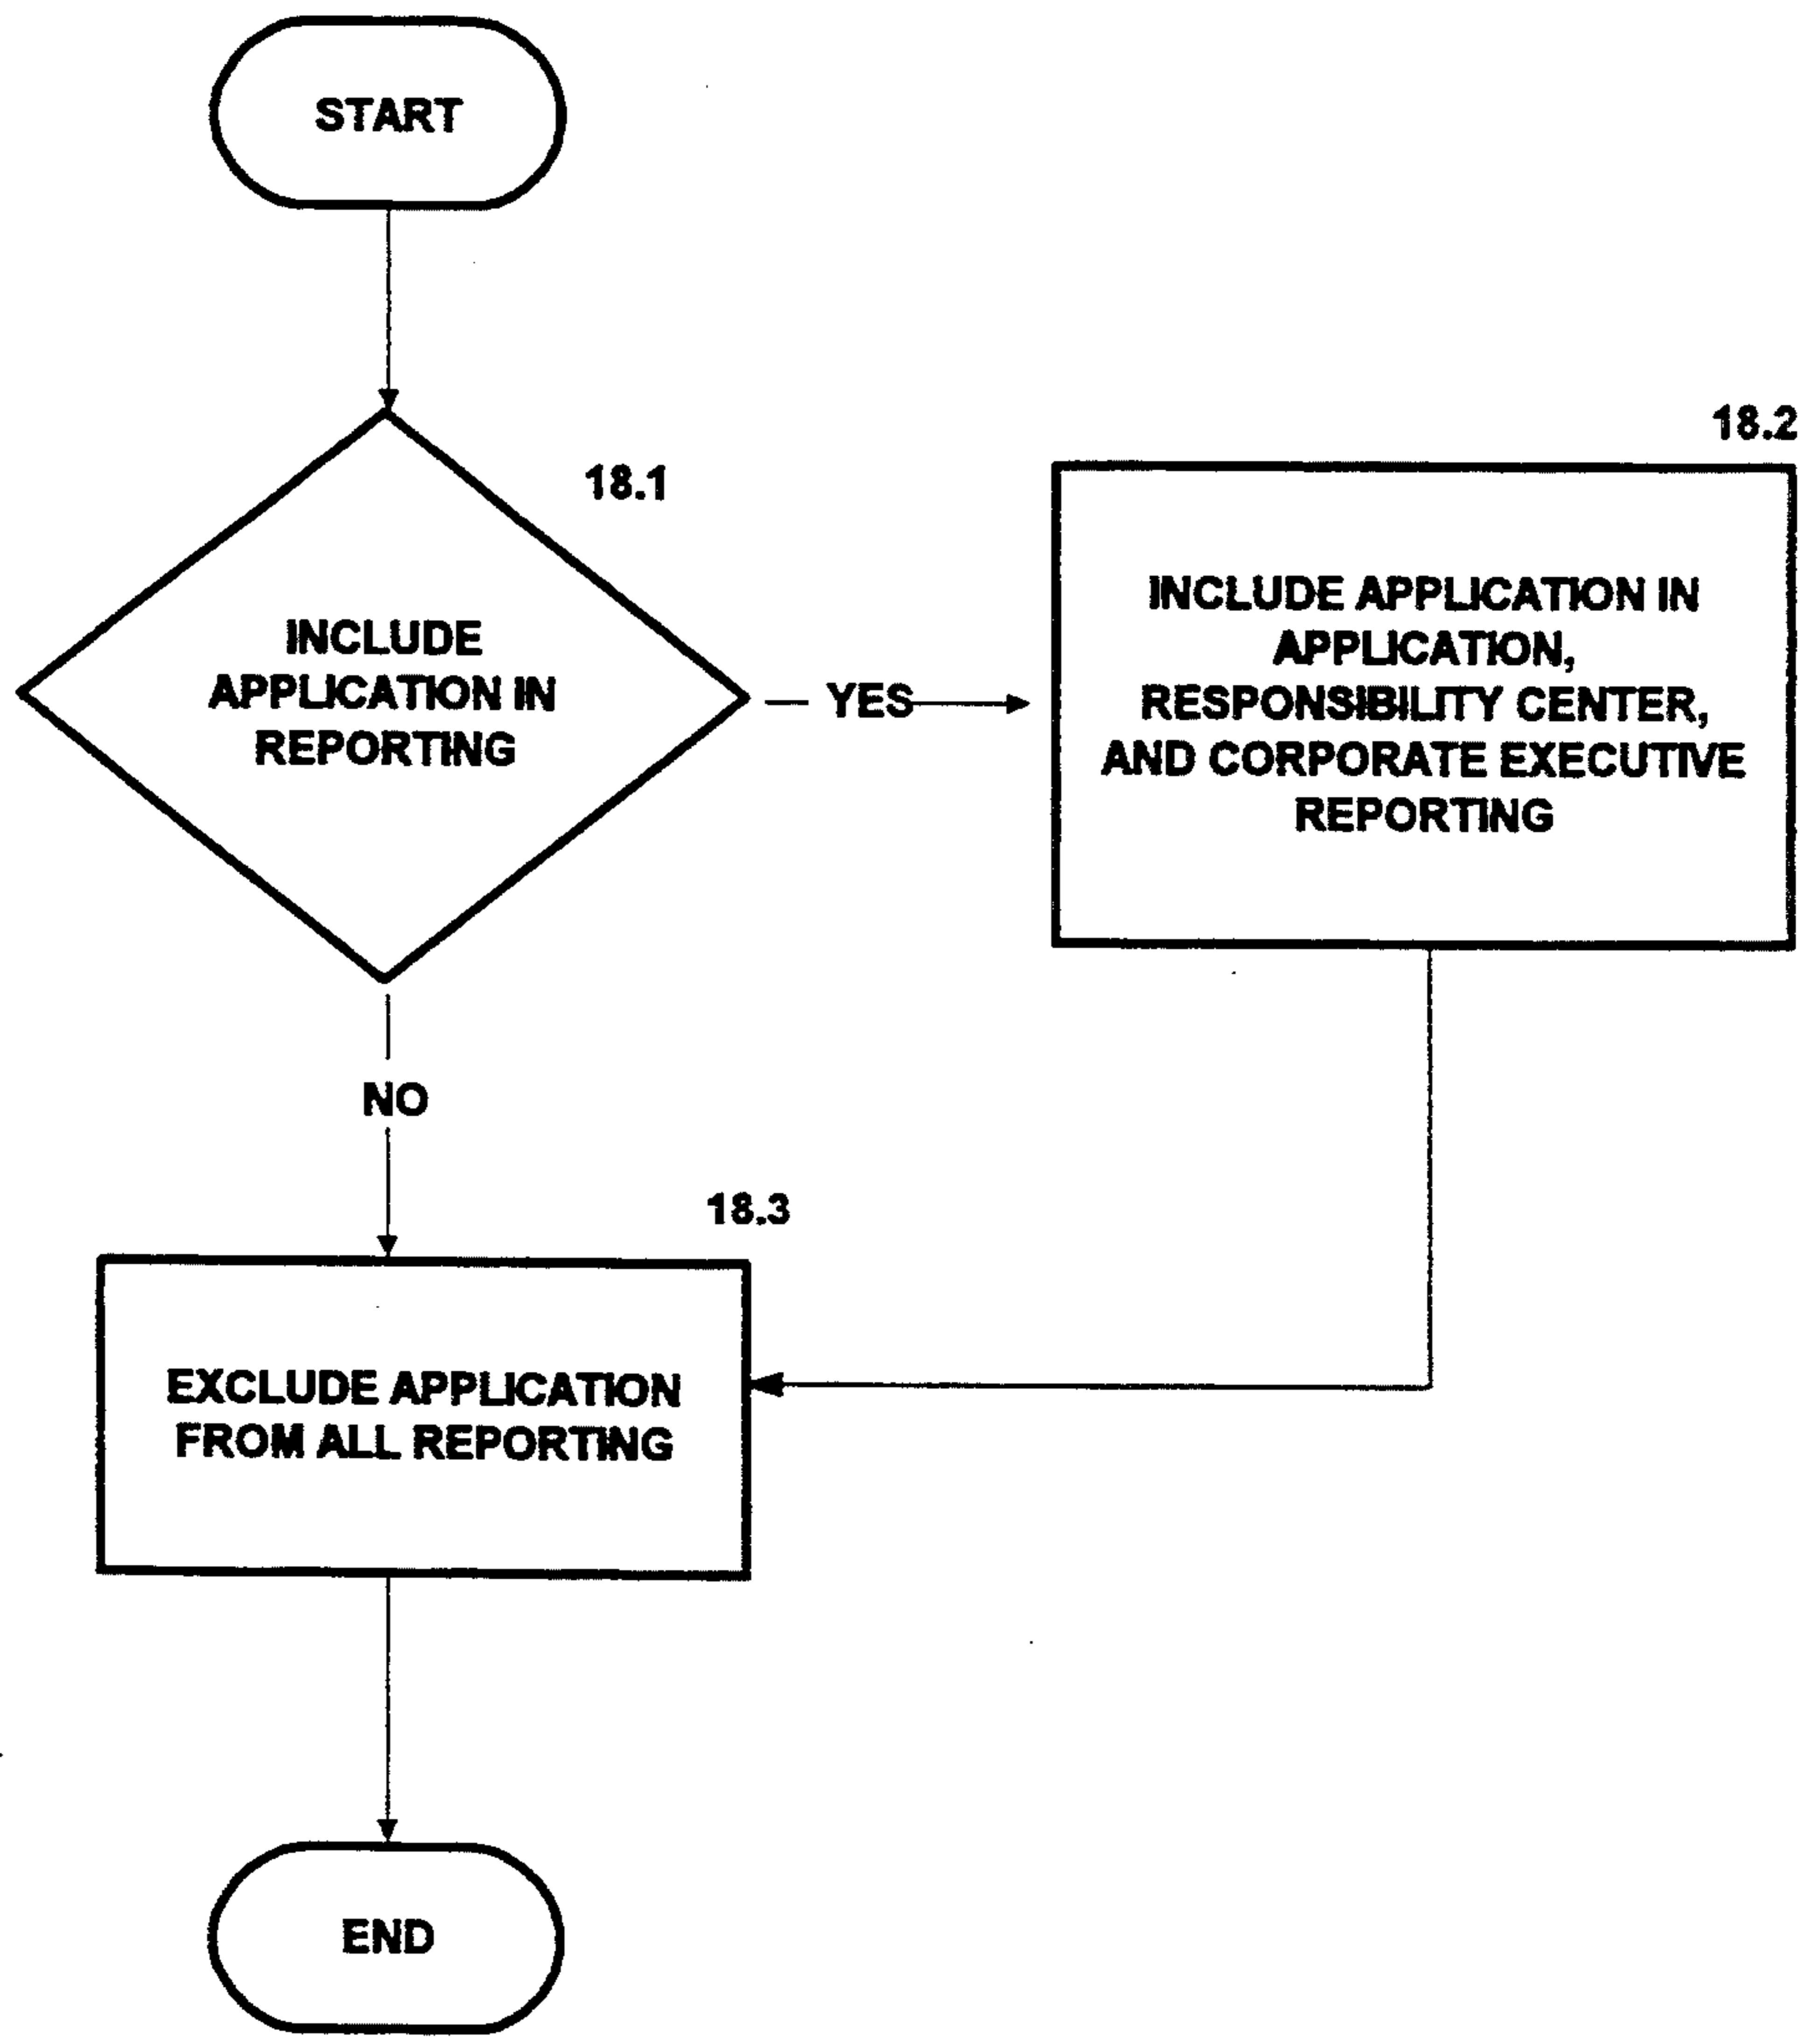 START
18.1
INCLUDE
APPLICATION IN
REPORTING
YES
18.2
INCLUDE APPLICATION IN
APPLICATION,
RESPONSIBILITY CENTER,
AND CORPORATE EXECUTIVE
REPORTING
NO
18.3
EXCLUDE APPLICATION
FROM ALL REPORTING
END